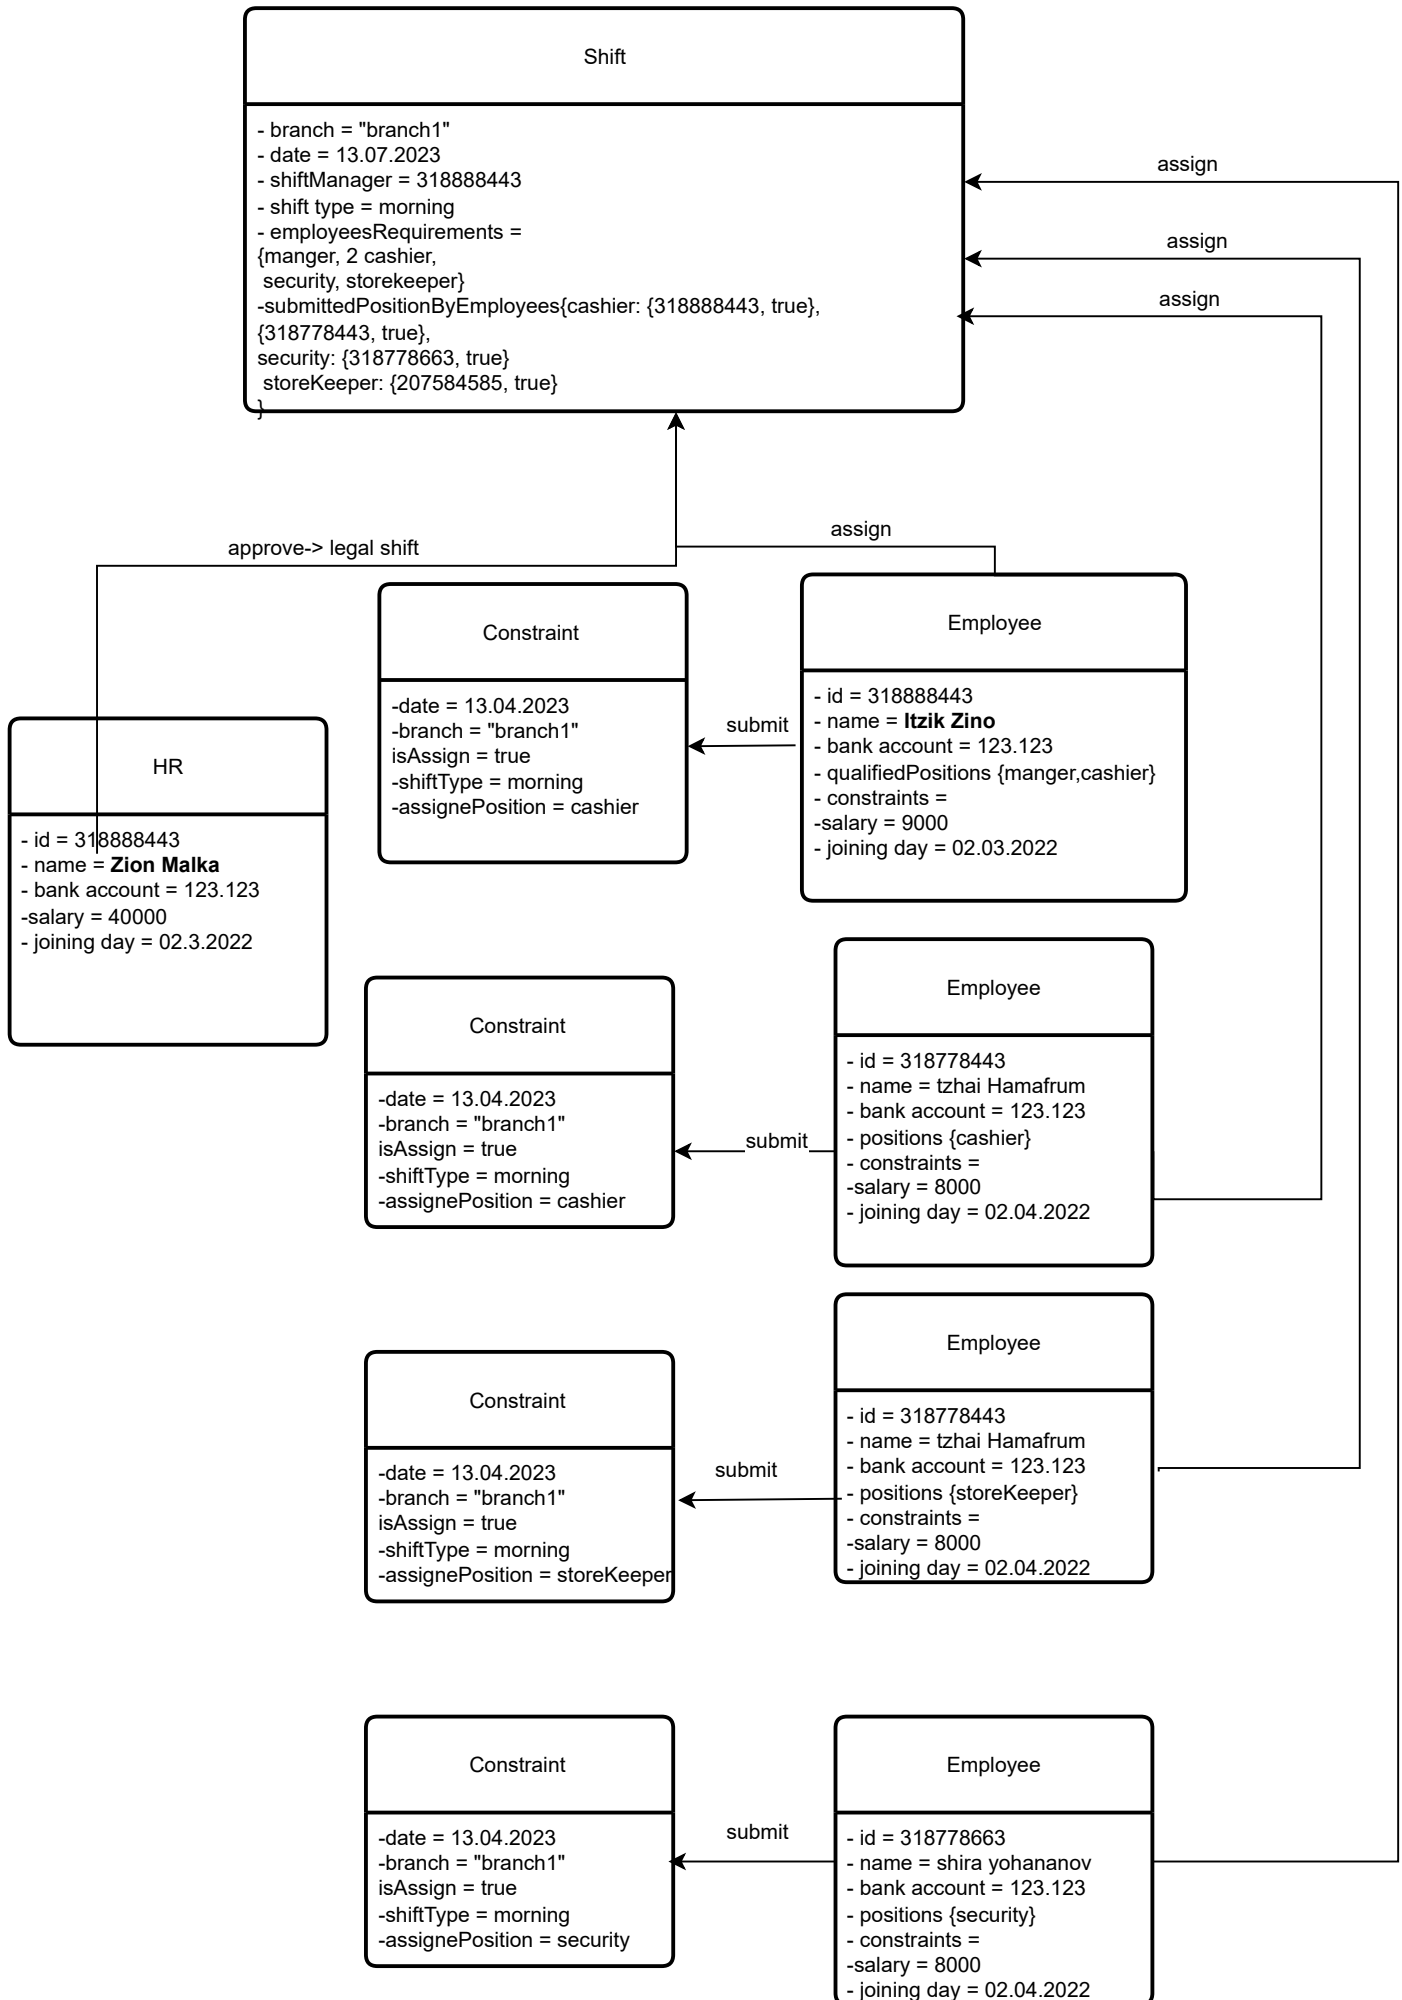 Shift
- branch = "branch1"
- date = 13.07.2023
- shiftManager = 318888443
- shift type = morning
- employeesRequirements =
{manger, 2 cashier,
security, storekeeper}
-submittedPositionByEmployees{cashier: {318888443, true},
{318778443, true},
security: {318778663, true}
storeKeeper: {207584585, true}
}
assign
assign
assign
approve-> legal shift
assign
HR
- id = 318888443
- name = Zion Malka
- bank account = 123.123
-salary = 40000
- joining day = 02.3.2022
Constraint
-date = 13.04.2023
-branch = "branch1"
isAssign = true
-shiftType = morning
-assignePosition = cashier
submit
Employee
- id = 318888443
- name = Itzik Zino
- bank account = 123.123
- qualifiedPositions {manger,cashier}
- constraints =
-salary = 9000
- joining day = 02.03.2022
Constraint
-date = 13.04.2023
-branch = "branch1"
isAssign = true
-shiftType = morning
-assignePosition = cashier
submit
Employee
- id = 318778443
- name = tzhai Hamafrum
- bank account = 123.123
- positions {cashier}
- constraints =
-salary = 8000
- joining day = 02.04.2022
Constraint
-date = 13.04.2023
-branch = "branch1"
isAssign = true
-shiftType = morning
-assignePosition = storeKeeper
submit
Employee
- id = 318778443
- name = tzhai Hamafrum
- bank account = 123.123
- positions {storeKeeper}
- constraints =
-salary = 8000
- joining day = 02.04.2022
Constraint
-date = 13.04.2023
-branch = "branch1"
isAssign = true
-shiftType = morning
-assignePosition = security
submit
Employee
- id = 318778663
- name = shira yohananov
- bank account = 123.123
- positions {security}
- constraints =
-salary = 8000
- joining day = 02.04.2022